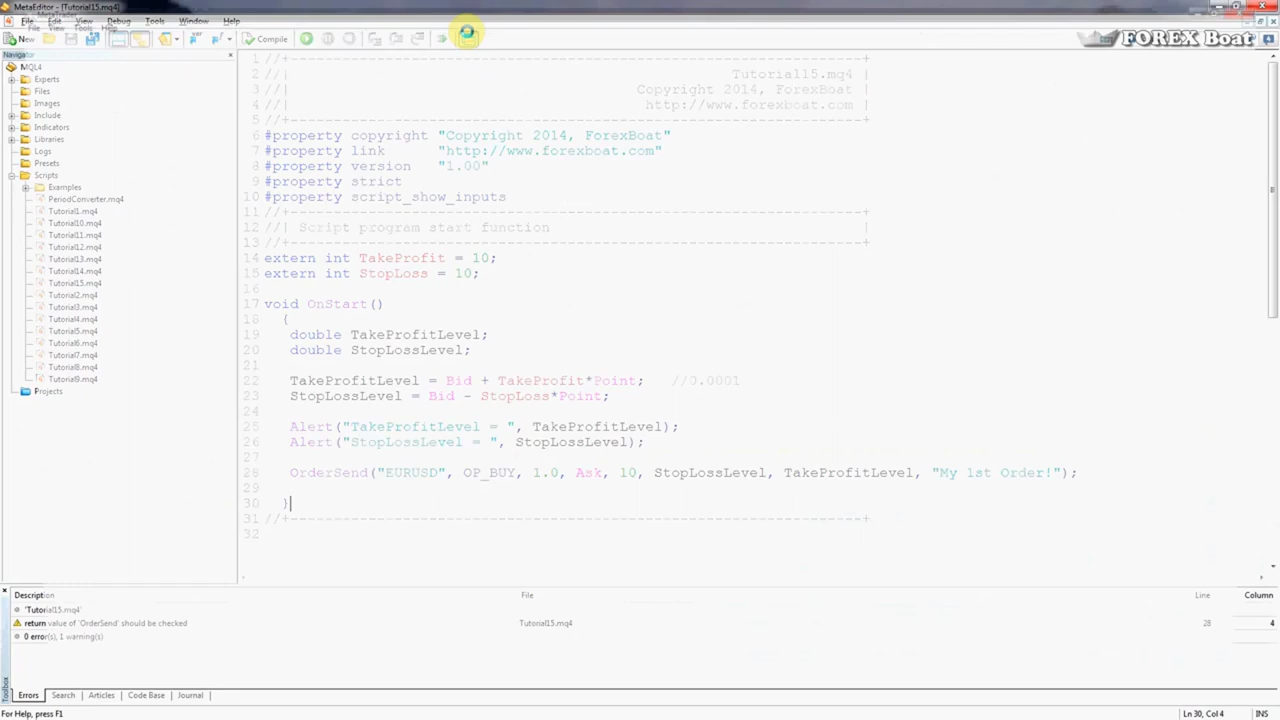 MetaEditor - [Tutorial15.mq4]
File Edit View Debug Tools Window Help
New Compile
FOREX Boat
Navigator
MQL4
Experts
Files
Images
Include
Indicators
Libraries
Logs
Presets
Scripts
Examples
PeriodConverter.mq4
Tutorial1.mq4
Tutorial10.mq4
Tutorial11.mq4
Tutorial12.mq4
Tutorial13.mq4
Tutorial14.mq4
Tutorial15.mq4
Tutorial2.mq4
Tutorial3.mq4
Tutorial4.mq4
Tutorial5.mq4
Tutorial6.mq4
Tutorial7.mq4
Tutorial8.mq4
Tutorial9.mq4
Projects
1 //+------------------------------------------------------------------+
2 //| Tutorial15.mq4 |
3 //| Copyright 2014, ForexBoat |
4 //| http://www.forexboat.com |
5 //+------------------------------------------------------------------+
6 #property copyright "Copyright 2014, ForexBoat"
7 #property link "http://www.forexboat.com"
8 #property version "1.00"
9 #property strict
10 #property script_show_inputs
11 //+------------------------------------------------------------------+
12 //| Script program start function |
13 //+------------------------------------------------------------------+
14 extern int TakeProfit = 10;
15 extern int StopLoss = 10;
16
17 void OnStart()
18 {
19 double TakeProfitLevel;
20 double StopLossLevel;
21
22 TakeProfitLevel = Bid + TakeProfit*Point; //0.0001
23 StopLossLevel = Bid - StopLoss*Point;
24
25 Alert("TakeProfitLevel = ", TakeProfitLevel);
26 Alert("StopLossLevel = ", StopLossLevel);
27
28 OrderSend("EURUSD", OP_BUY, 1.0, Ask, 10, StopLossLevel, TakeProfitLevel, "My 1st Order!");
29
30 }
31 //+------------------------------------------------------------------+
32
Description File Line Column
'Tutorial15.mq4'
return value of 'OrderSend' should be checked Tutorial15.mq4 28 4
0 error(s), 1 warning(s)
Toolbox
Errors Search Articles Code Base Journal
For Help, press F1 Ln 30, Col 4 INS